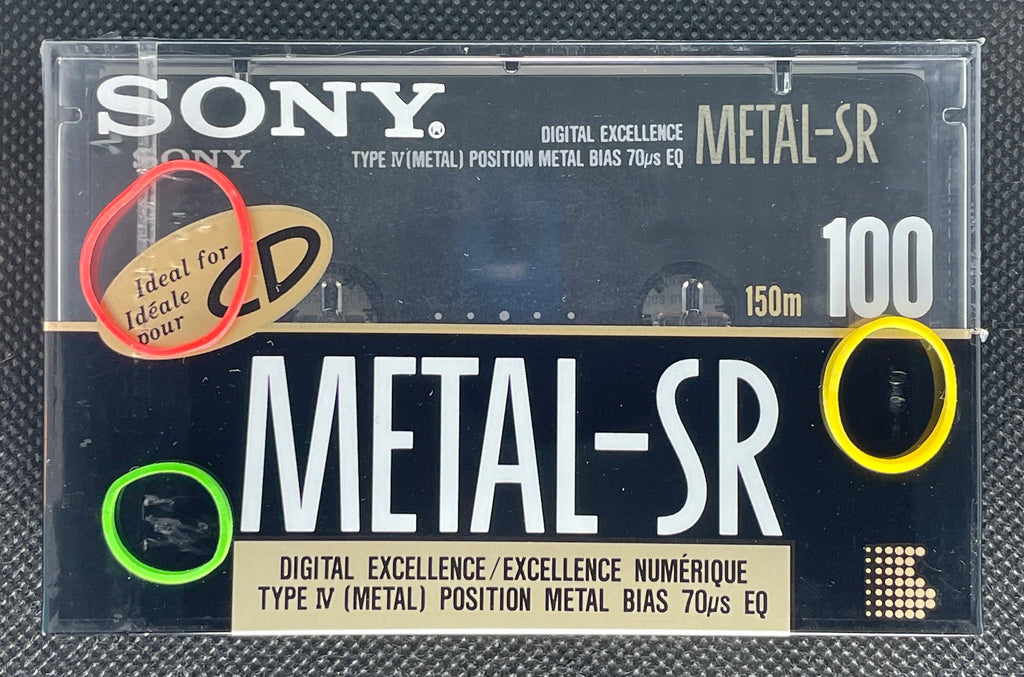 SONY®
SONY
DIGITAL EXCELLENCE METAL-SR
TYPE IV (METAL) POSITION METAL BIAS 70µs EQ
Ideal for
Idéale
pour
CD
100
150m
METAL-SR
DIGITAL EXCELLENCE/EXCELLENCE NUMÉRIQUE
TYPE IV (METAL) POSITION METAL BIAS 70µs EQ